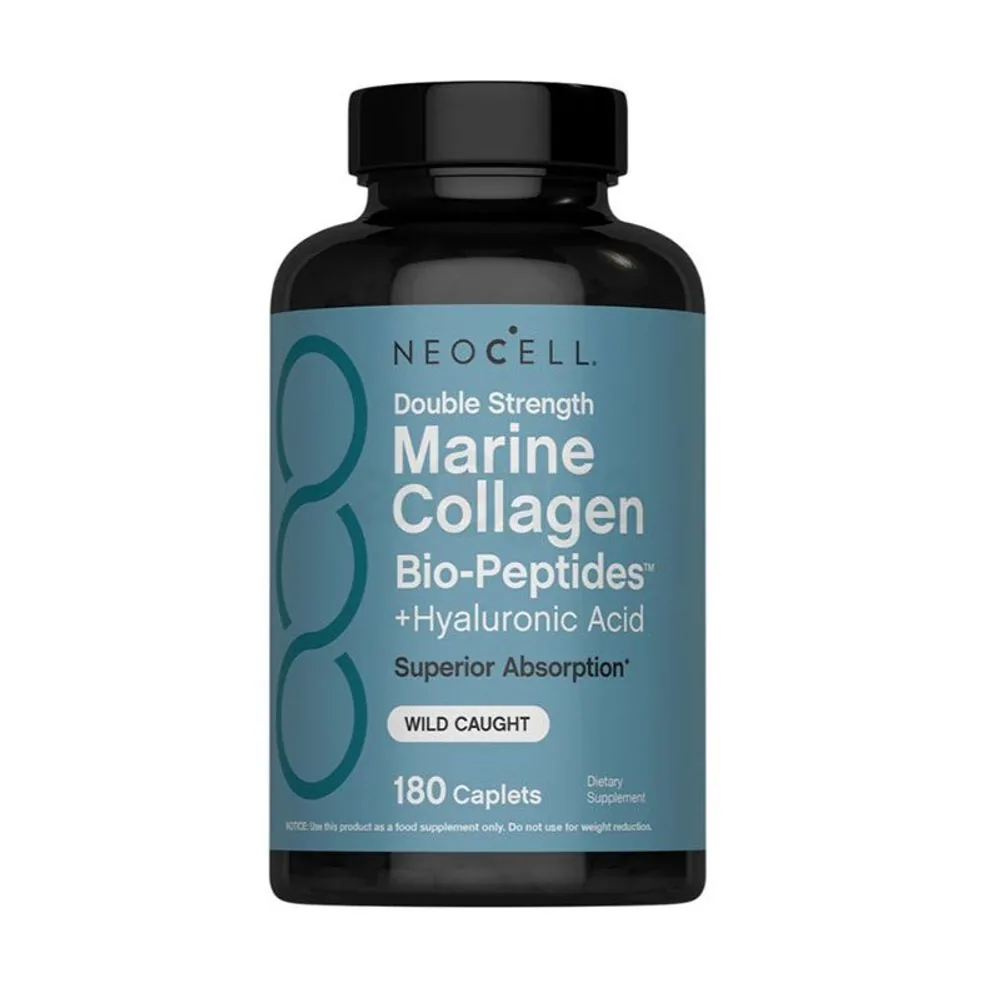 NEOCELL®
Double Strength
Marine
Collagen
Bio-Peptides™
+Hyaluronic Acid
Superior Absorption*
WILD CAUGHT
180 Caplets
Dietary
Supplement
NOTICE: Use this product as a food supplement only. Do not use for weight reduction.